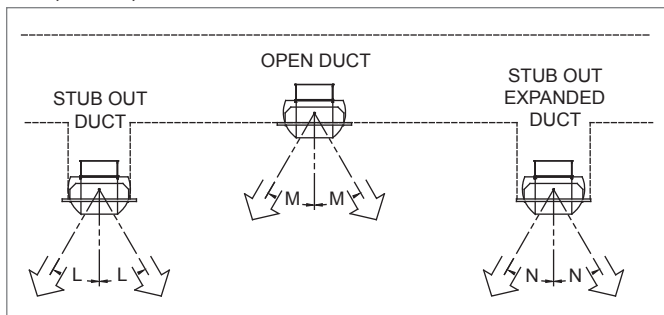 OPEN DUCT
STUB OUT
DUCT
STUB OUT
EXPANDED
DUCT
M M
L L
N N